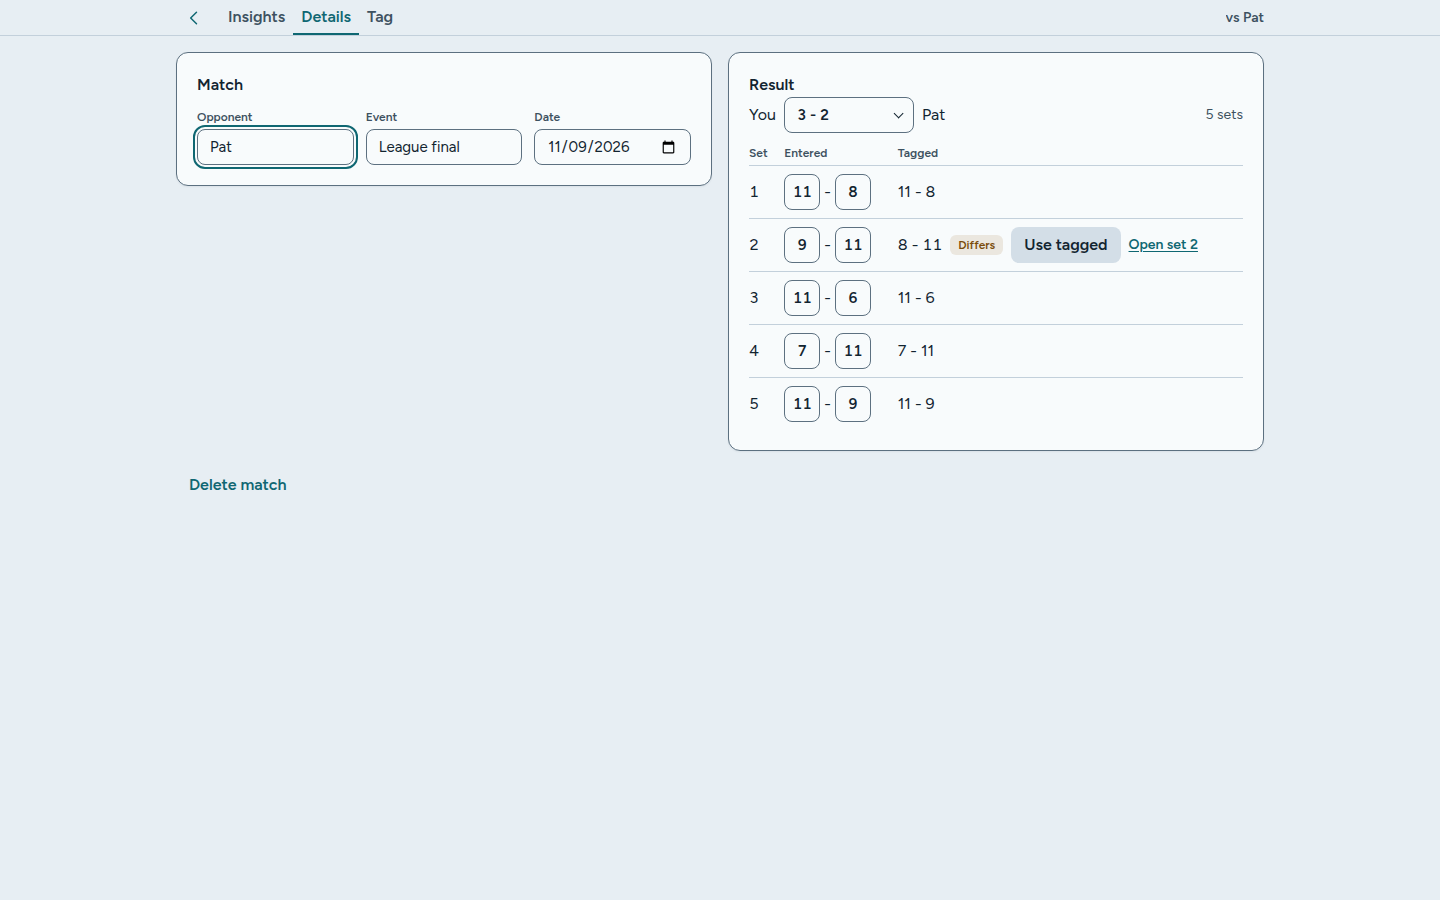 Insights Details Tag vs Pat
Match
Opponent Event Date
Pat League final 11/09/2026
Result
You 3 - 2 Pat 5 sets
Set Entered Tagged
1 11 - 8 11 - 8
2 9 - 11 8 - 11 Differs Use tagged Open set 2
3 11 - 6 11 - 6
4 7 - 11 7 - 11
5 11 - 9 11 - 9
Delete match